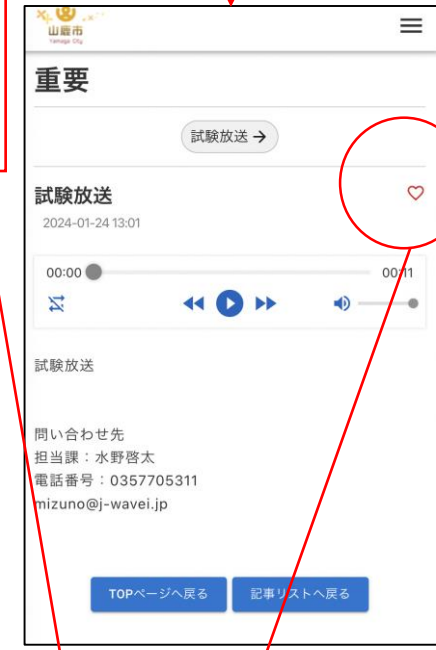 山鹿市
Yamaga City
重要
試験放送 →
試験放送
2024-01-24 13:01
00:00
00:11
試験放送
問い合わせ先
担当課：水野啓太
電話番号：0357705311
mizuno@j-wavei.jp
TOPページへ戻る
記事リストへ戻る